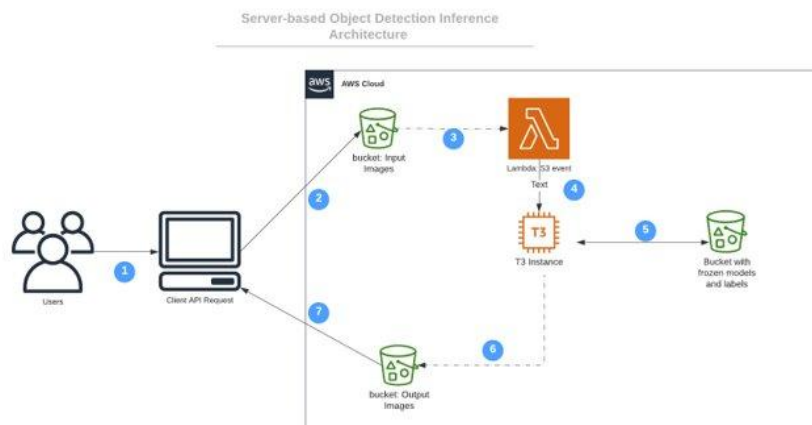 Server-based Object Detection Inference
Architecture
aws
AWS Cloud
bucket: Input
Images
3
Lambda: S3 event
Text
4
2
T3
T3 Instance
5
Bucket with
frozen models
and labels
1
Users
Client API Request
7
6
bucket: Output
Images